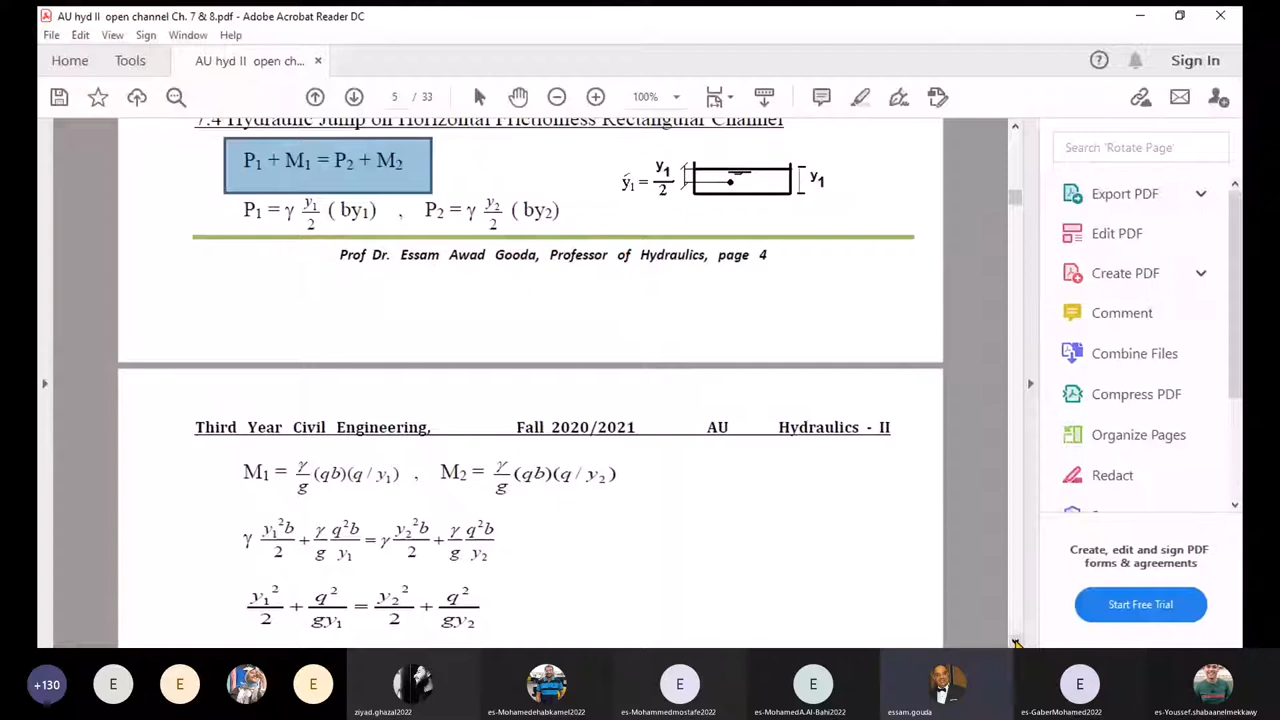 AU hyd II open channel Ch. 7 & 8.pdf - Adobe Acrobat Reader DC
File Edit View Sign Window Help
Home Tools AU hyd II open ch... × Sign In
5 / 33 100%
7.4 Hydraulic Jump on Horizontal Frictionless Rectangular Channel
P₁ + M₁ = P₂ + M₂
ý₁ = y₁/2 y₁
P₁ = γ y₁/2 ( by₁) , P₂ = γ y₂/2 ( by₂)
Prof Dr. Essam Awad Gooda, Professor of Hydraulics, page 4
Third Year Civil Engineering, Fall 2020/2021 AU Hydraulics - II
M₁ = γ/g (qb)(q / y₁) , M₂ = γ/g (qb)(q / y₂)
γ y₁²b/2 + γ/g q²b/y₁ = γ y₂²b/2 + γ/g q²b/y₂
y₁²/2 + q²/gy₁ = y₂²/2 + q²/gy₂
Search 'Rotate Page'
Export PDF
Edit PDF
Create PDF
Comment
Combine Files
Compress PDF
Organize Pages
Redact
Create, edit and sign PDF
forms & agreements
Start Free Trial
+130 E E E E E E
ziyad.ghazal2022 es-Mohamedehabkamel2022 es-Mohammedmostafe2022 es-MohamedA.Al-Bahi2022 essam.gouda es-GaberMohamed2022 es-Youssef.shabaanelmekkawy